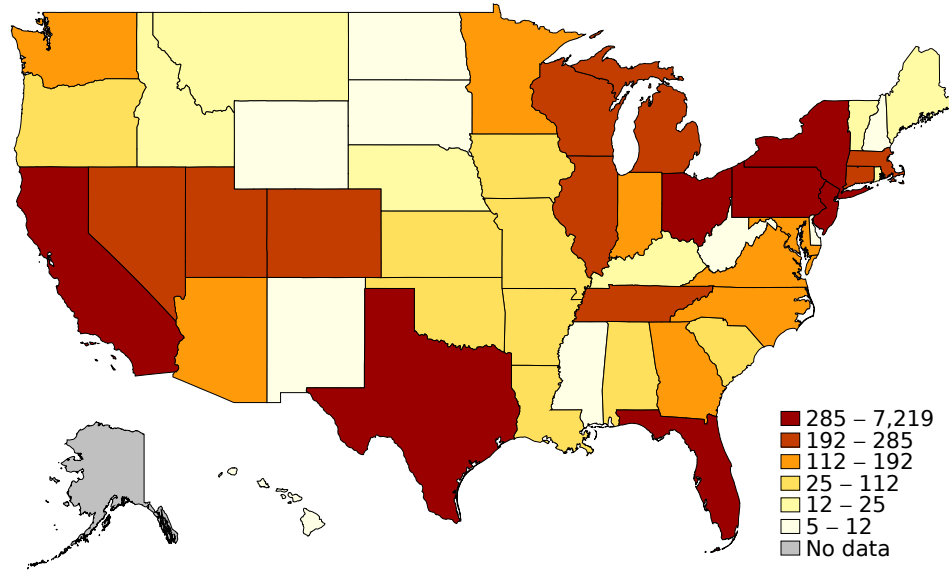 285 – 7,219
192 – 285
112 – 192
25 – 112
12 – 25
5 – 12
No data